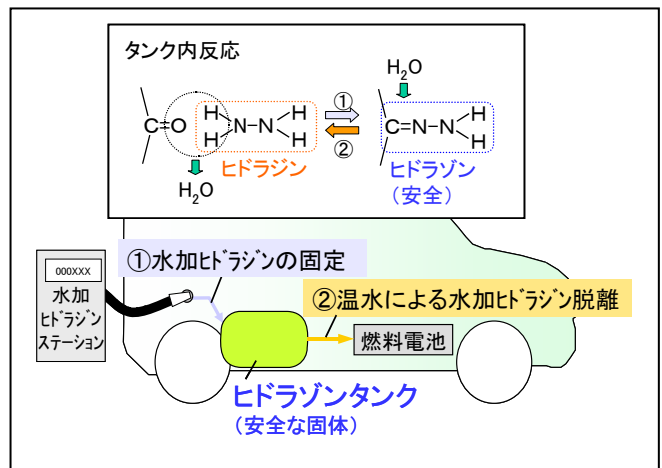 タンク内反応
C=O
H
H
N-N
H
H
ヒドラジン
H₂O
①
②
H₂O
C=N-N
H
H
ヒドラゾン
(安全)
000XXX
水加
ヒドラジン
ステーション
①水加ヒドラジンの固定
②温水による水加ヒドラジン脱離
燃料電池
ヒドラゾンタンク
(安全な固体)